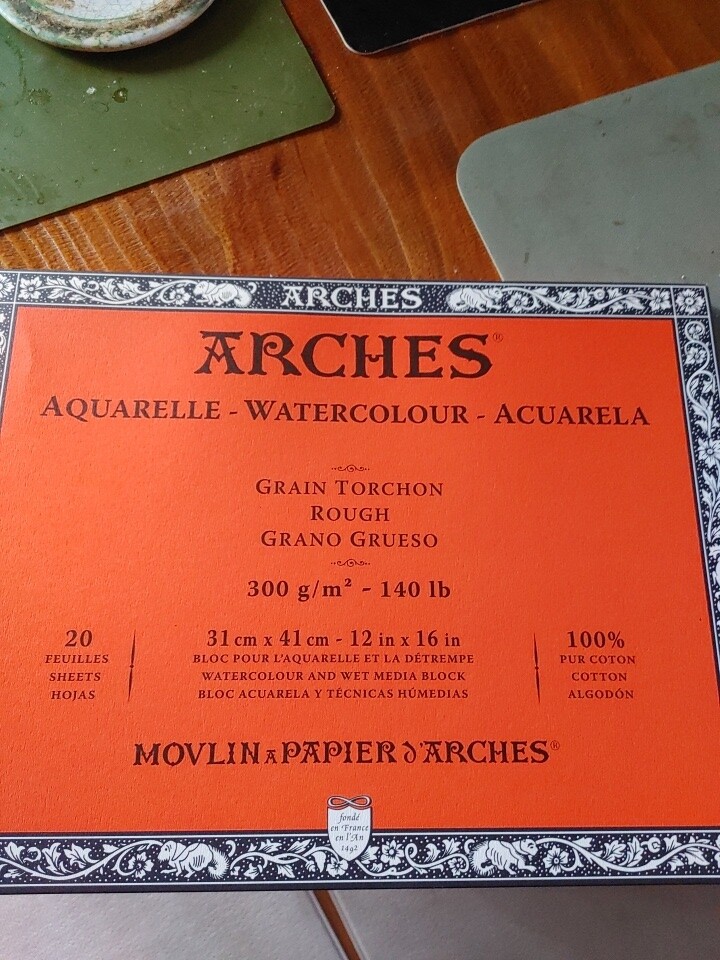 ARCHES
ARCHES®
AQUARELLE - WATERCOLOUR - ACUARELA
GRAIN TORCHON
ROUGH
GRANO GRUESO
300 g/m² - 140 lb
20
FEUILLES
SHEETS
HOJAS
31 cm x 41 cm - 12 in x 16 in
BLOC POUR L'AQUARELLE ET LA DÉTREMPE
WATERCOLOUR AND WET MEDIA BLOCK
BLOC ACUARELA Y TÉCNICAS HÚMEDIAS
100%
PUR COTON
COTTON
ALGODÓN
MOVLIN A PAPIER d'ARCHES®
fondé
en France
en l'An
1492